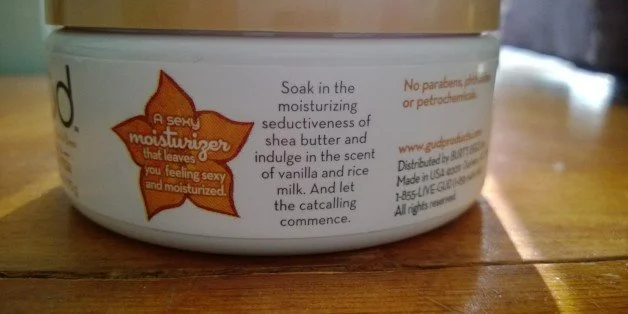 d.
A sexy
moisturizer
that leaves
you feeling sexy
and moisturized.
Soak in the
moisturizing
seductiveness of
shea butter and
indulge in the scent
of vanilla and rice
milk. And let
the catcalling
commence.
No parabens,
or petrochemicals.
www.gudproducts.com
Distributed by
Made in USA
1-855-LIVE-GUD
All rights reserved.